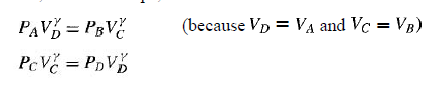 P_A V_D^γ = P_B V_C^γ (because V_D = V_A and V_C = V_B)
P_C V_C^γ = P_D V_D^γ